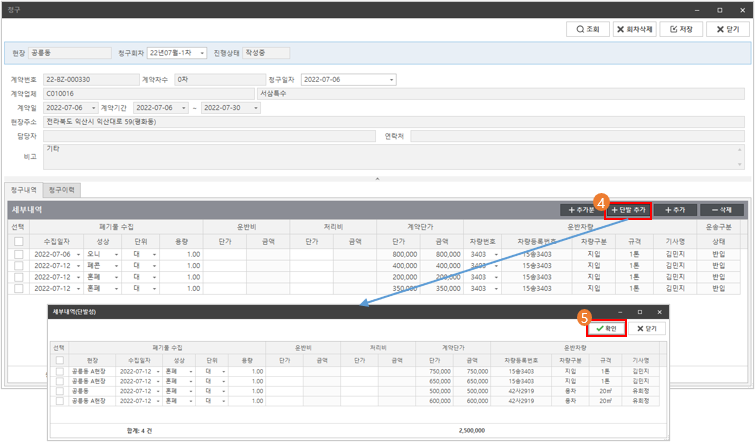 청구
조회 회차삭제 저장 닫기
현장 공릉동 청구회차 22년07월-1차 진행상태 작성중
계약번호 22-BZ-000330 계약차수 0차 청구일자 2022-07-06
계약업체 C010016 서삼특수
계약일 2022-07-06 계약기간 2022-07-06 ~ 2022-07-30
현장주소 전라북도 익산시 익산대로 59(평화동)
담당자 연락처
비고 기타
청구내역 청구이력
4
세부내역 추가분 단발 추가 추가 삭제
선택 폐기물 수집 운반비 처리비 계약단가 운반차량 운송구분
수집일자 성상 단위 용량 단가 금액 단가 금액 단가 금액 차량번호 차량등록번호 차량구분 규격 기사명 상태
2022-07-06 오니 대 1.00 800,000 800,000 3403 15송3403 지입 1톤 김민지 반입
2022-07-12 폐콘 대 1.00 400,000 400,000 3403 15송3403 지입 1톤 김민지 반입
2022-07-12 혼폐 대 1.00 200,000 200,000 3403 15송3403 지입 1톤 김민지 반입
2022-07-12 혼폐 대 1.00 350,000 350,000 3403 15송3403 지입 1톤 김민지 반입
세부내역(단발성)
5
확인 닫기
선택 폐기물 수집 운반비 처리비 계약단가 운반차량
현장 수집일자 성상 단위 용량 단가 금액 단가 금액 단가 금액 차량등록번호 차량구분 규격 기사명
공릉동 A현장 2022-07-12 혼폐 대 1.00 750,000 750,000 15송3403 지입 1톤 김민지
공릉동 A현장 2022-07-12 혼폐 대 1.00 650,000 650,000 15송3403 지입 1톤 김민지
공릉동 2022-07-12 혼폐 대 1.00 500,000 500,000 42사2919 용차 20㎥ 유희정
공릉동 A현장 2022-07-12 혼폐 대 1.00 600,000 600,000 42사2919 용차 20㎥ 유희정
합계: 4 건 2,500,000